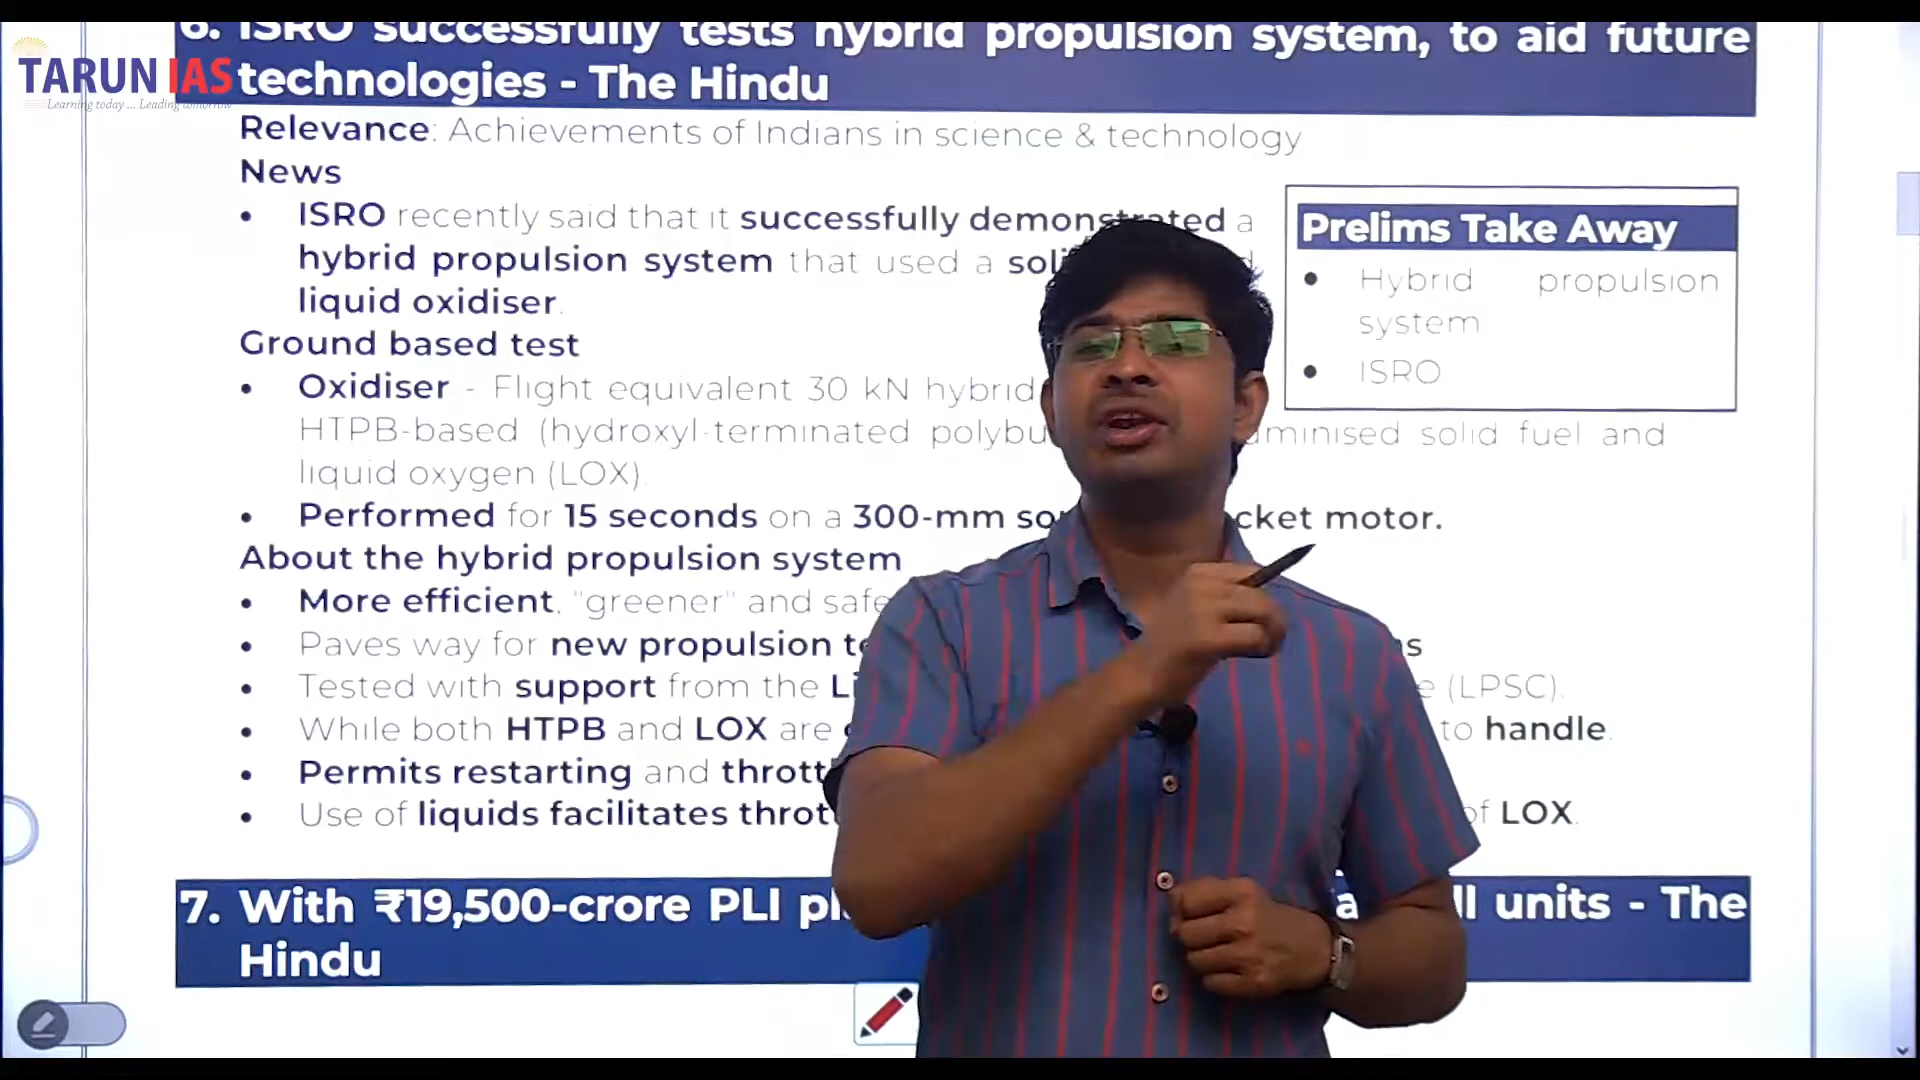 6. ISRO successfully tests hybrid propulsion system, to aid future
TARUN IAS
Learning today ... Leading tomorrow
technologies - The Hindu
Relevance: Achievements of Indians in science & technology
News
• ISRO recently said that it successfully demonstrated a
hybrid propulsion system that used a
liquid oxidiser.
Prelims Take Away
• Hybrid propulsion
system
• ISRO
Ground based test
• Oxidiser - Flight equivalent 30 kN hybrid
HTPB-based (hydroxyl-terminated solid fuel and
liquid oxygen (LOX).
• Performed for 15 seconds on a 300-mm motor.
About the hybrid propulsion system
• More efficient, "greener" and
• Paves way for new propulsion
• Tested with support from the (LPSC).
• While both HTPB and LOX are to handle.
• Permits restarting and
• Use of liquids facilitates of LOX.
7. With ₹19,500-crore PLI units - The
Hindu